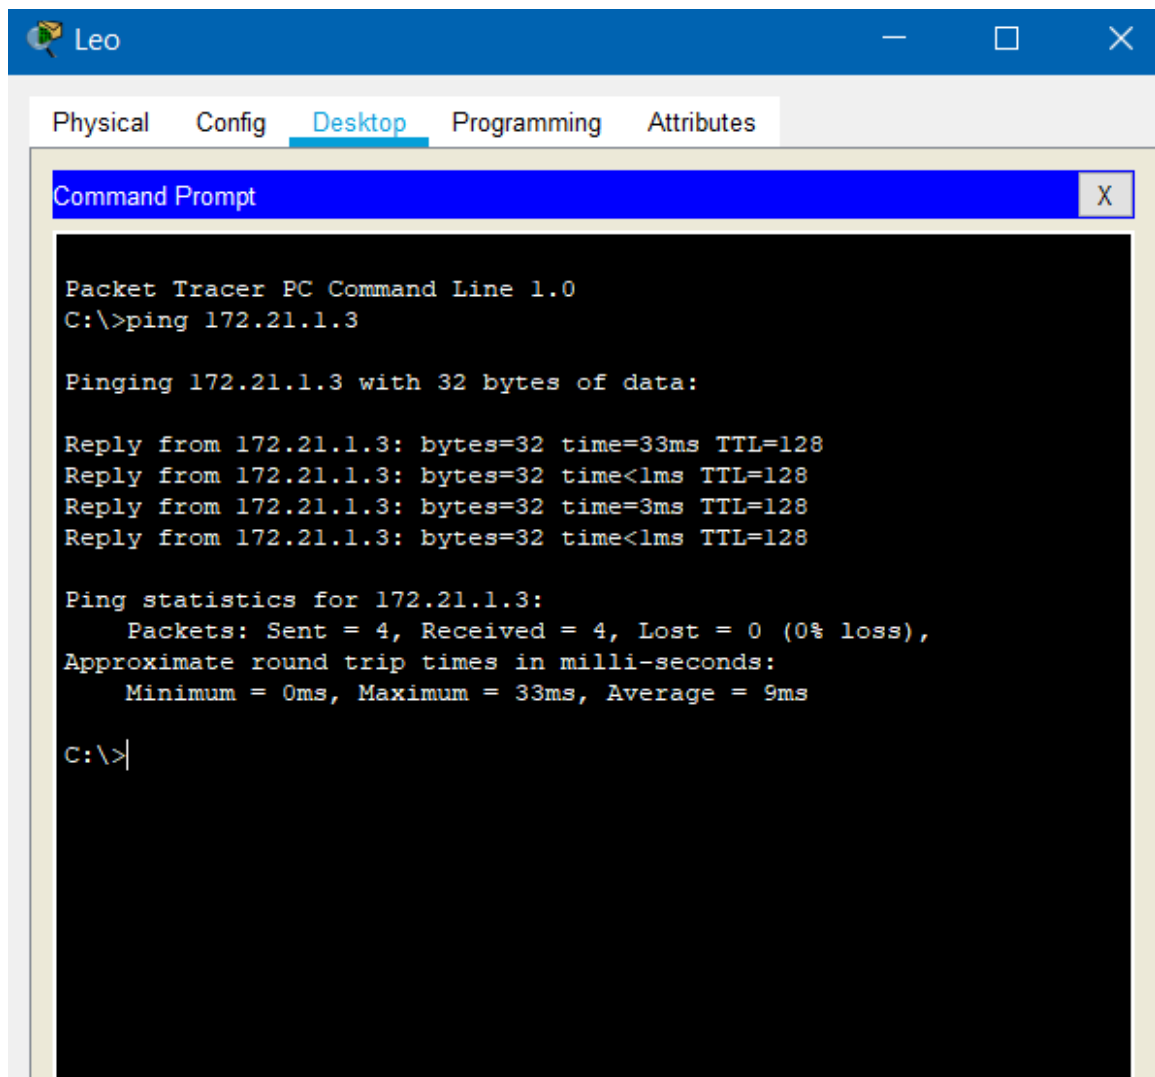 Leo
Physical Config Desktop Programming Attributes
Command Prompt X
Packet Tracer PC Command Line 1.0
C:\>ping 172.21.1.3
Pinging 172.21.1.3 with 32 bytes of data:
Reply from 172.21.1.3: bytes=32 time=33ms TTL=128
Reply from 172.21.1.3: bytes=32 time<1ms TTL=128
Reply from 172.21.1.3: bytes=32 time=3ms TTL=128
Reply from 172.21.1.3: bytes=32 time<1ms TTL=128
Ping statistics for 172.21.1.3:
    Packets: Sent = 4, Received = 4, Lost = 0 (0% loss),
Approximate round trip times in milli-seconds:
    Minimum = 0ms, Maximum = 33ms, Average = 9ms
C:\>